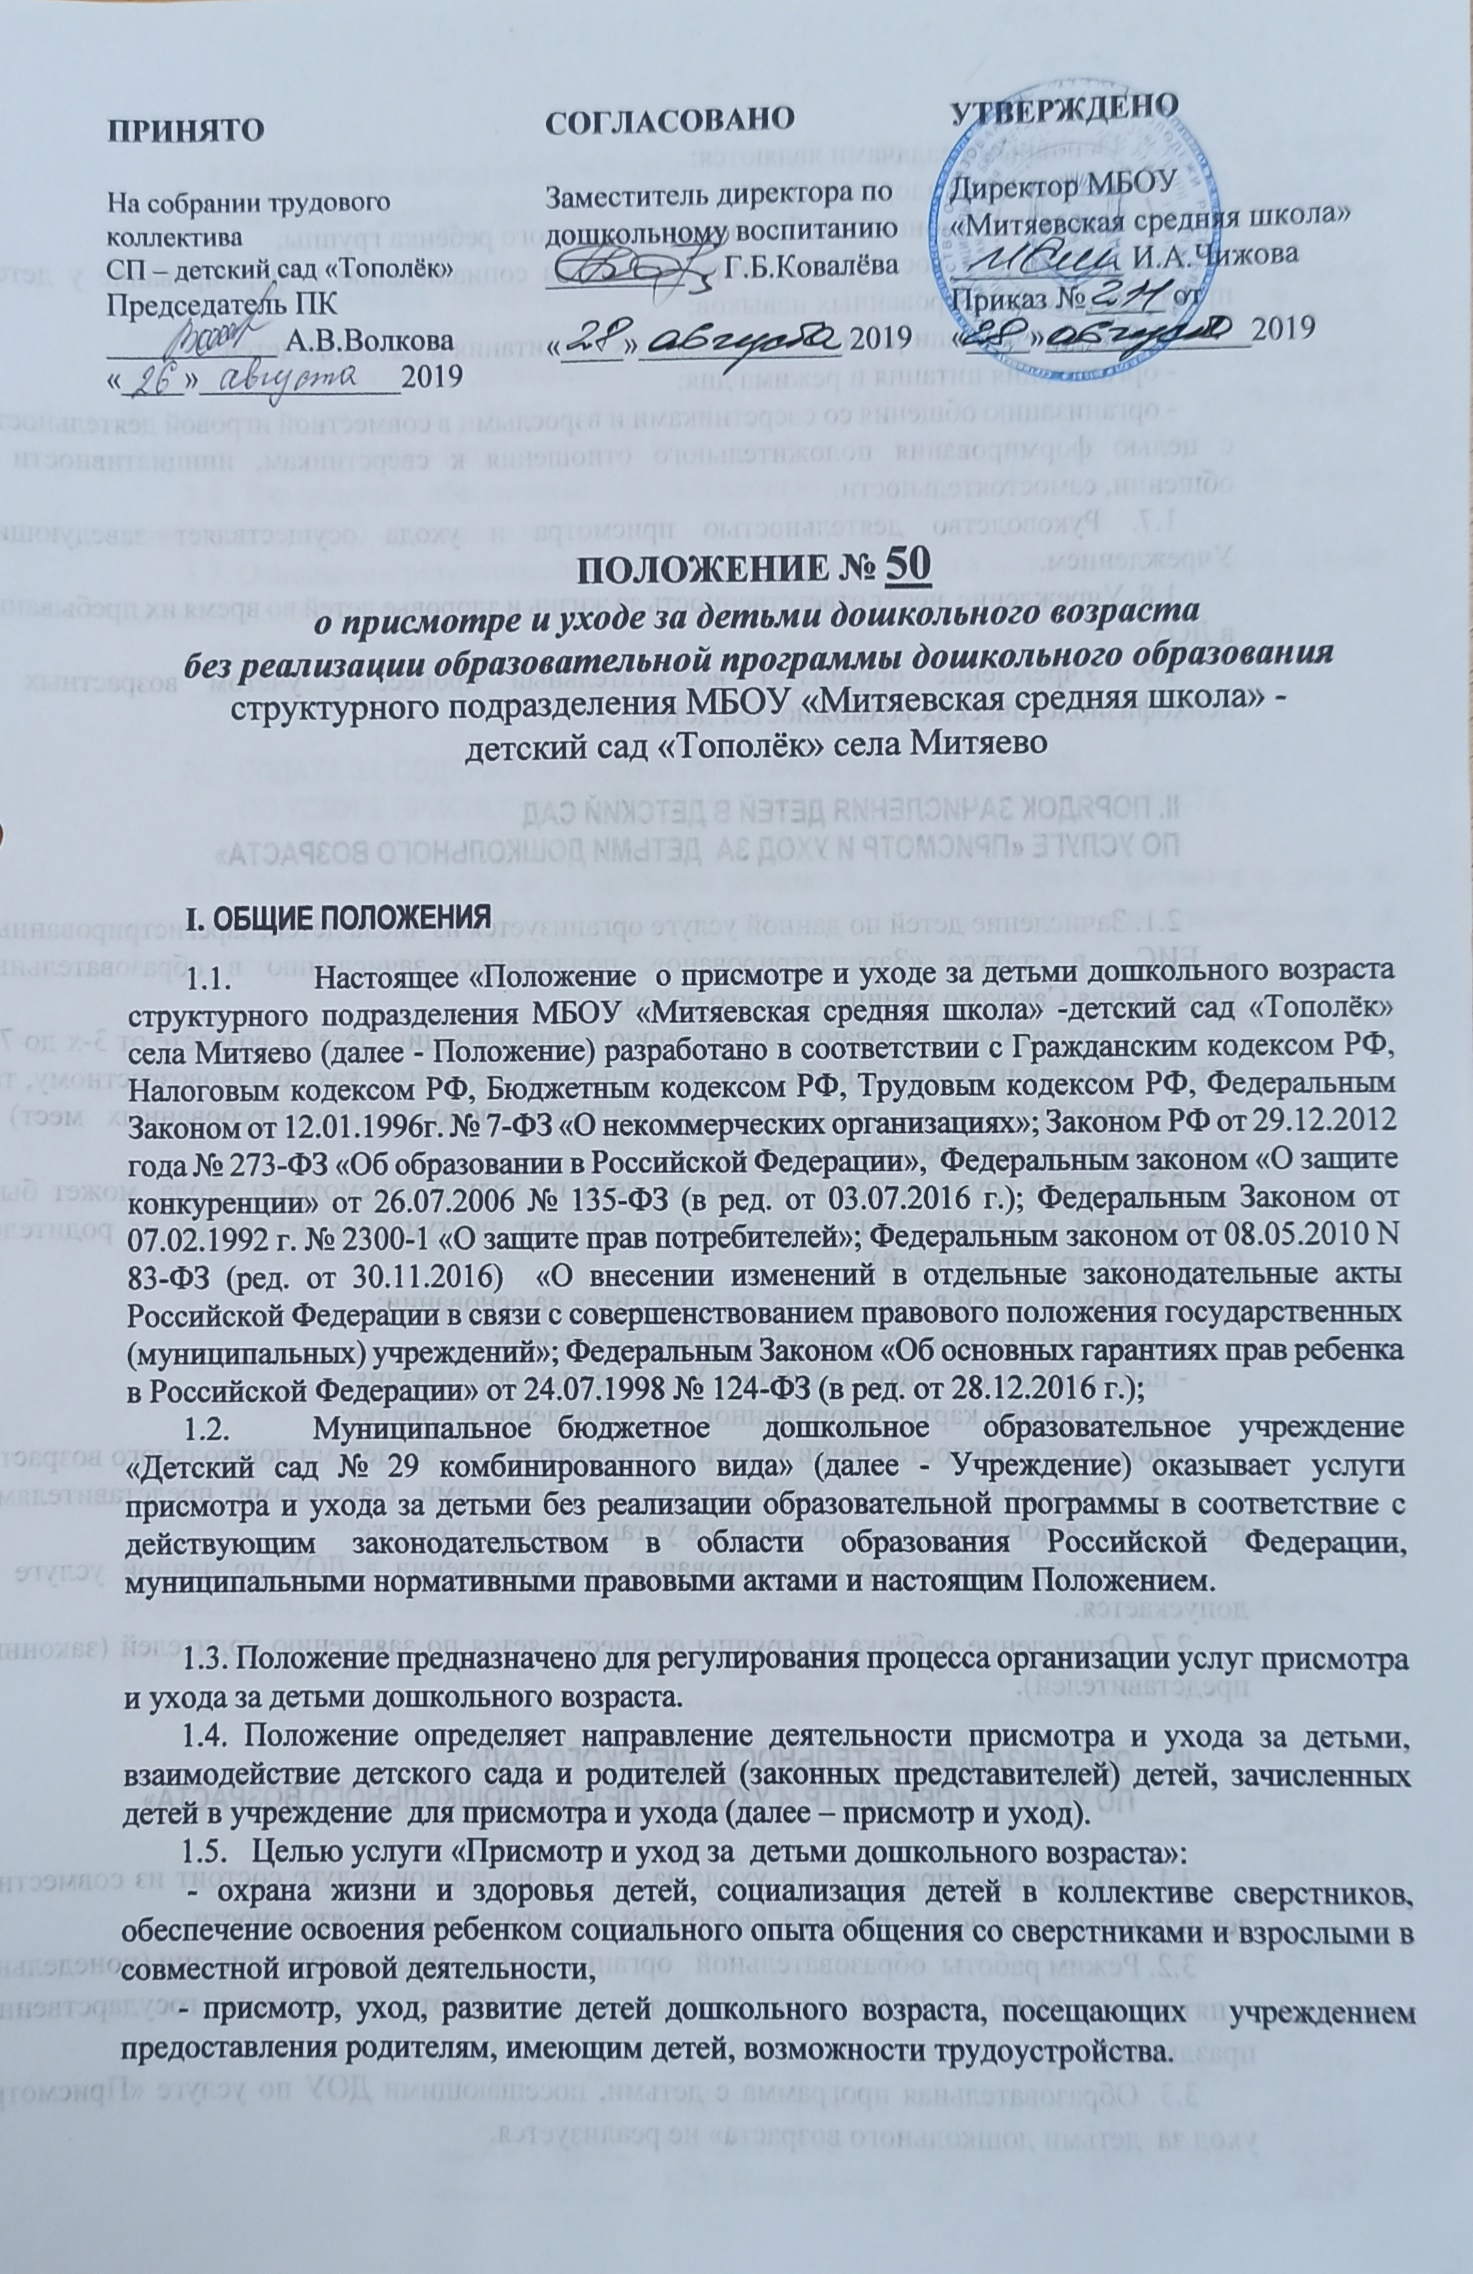 ПРИНЯТО
На собрании трудового
коллектива
СП – детский сад «Тополёк»
Председатель ПК
А.В.Волкова
«26» августа 2019
СОГЛАСОВАНО
Заместитель директора по
дошкольному воспитанию
Г.Б.Ковалёва
«28» августа 2019
УТВЕРЖДЕНО
Директор МБОУ
«Митяевская средняя школа»
И.А.Чижова
Приказ № 211 от
«28» августа 2019
ПОЛОЖЕНИЕ № 50
о присмотре и уходе за детьми дошкольного возраста
без реализации образовательной программы дошкольного образования
структурного подразделения МБОУ «Митяевская средняя школа» -
детский сад «Тополёк» села Митяево
I. ОБЩИЕ ПОЛОЖЕНИЯ
1.1. Настоящее «Положение о присмотре и уходе за детьми дошкольного возраста
структурного подразделения МБОУ «Митяевская средняя школа» -детский сад «Тополёк»
села Митяево (далее - Положение) разработано в соответствии с Гражданским кодексом РФ,
Налоговым кодексом РФ, Бюджетным кодексом РФ, Трудовым кодексом РФ, Федеральным
Законом от 12.01.1996г. № 7-ФЗ «О некоммерческих организациях»; Законом РФ от 29.12.2012
года № 273-ФЗ «Об образовании в Российской Федерации», Федеральным законом «О защите
конкуренции» от 26.07.2006 № 135-ФЗ (в ред. от 03.07.2016 г.); Федеральным Законом от
07.02.1992 г. № 2300-1 «О защите прав потребителей»; Федеральным законом от 08.05.2010 N
83-ФЗ (ред. от 30.11.2016) «О внесении изменений в отдельные законодательные акты
Российской Федерации в связи с совершенствованием правового положения государственных
(муниципальных) учреждений»; Федеральным Законом «Об основных гарантиях прав ребенка
в Российской Федерации» от 24.07.1998 № 124-ФЗ (в ред. от 28.12.2016 г.);
1.2. Муниципальное бюджетное дошкольное образовательное учреждение
«Детский сад № 29 комбинированного вида» (далее - Учреждение) оказывает услуги
присмотра и ухода за детьми без реализации образовательной программы в соответствие с
действующим законодательством в области образования Российской Федерации,
муниципальными нормативными правовыми актами и настоящим Положением.
1.3. Положение предназначено для регулирования процесса организации услуг присмотра
и ухода за детьми дошкольного возраста.
1.4. Положение определяет направление деятельности присмотра и ухода за детьми,
взаимодействие детского сада и родителей (законных представителей) детей, зачисленных
детей в учреждение для присмотра и ухода (далее – присмотр и уход).
1.5. Целью услуги «Присмотр и уход за детьми дошкольного возраста»:
- охрана жизни и здоровья детей, социализация детей в коллективе сверстников,
обеспечение освоения ребенком социального опыта общения со сверстниками и взрослыми в
совместной игровой деятельности,
- присмотр, уход, развитие детей дошкольного возраста, посещающих учреждением
предоставления родителям, имеющим детей, возможности трудоустройства.